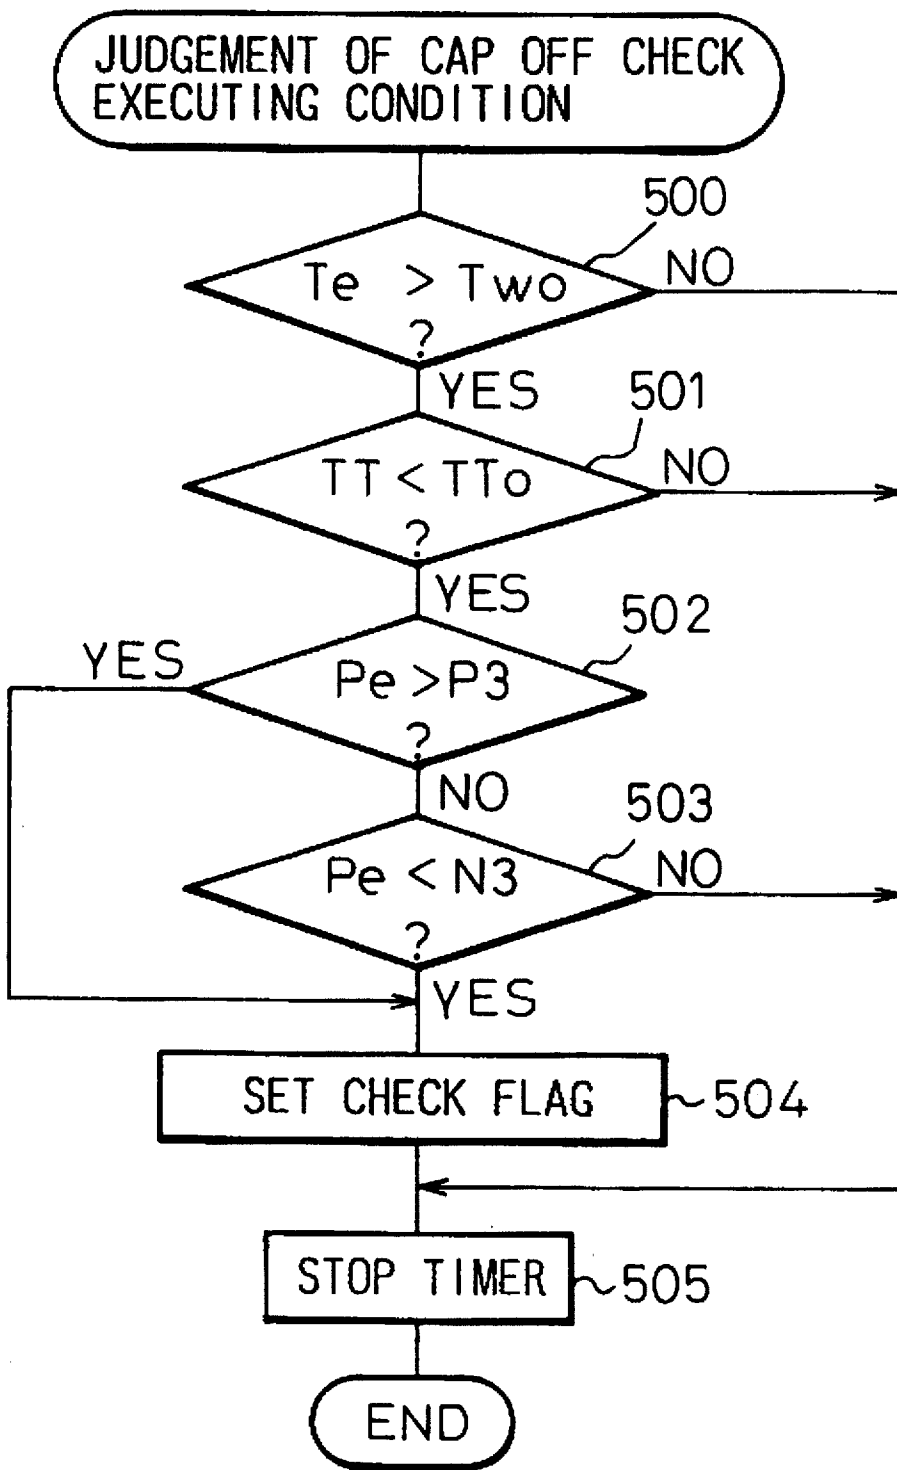 JUDGEMENT OF CAP OFF CHECK
EXECUTING CONDITION
500
Te > Two
NO
?
YES
501
TT < TTo
NO
?
YES
502
YES
Pe > P3
?
NO
503
Pe < N3
NO
?
YES
SET CHECK FLAG
504
STOP TIMER
505
END